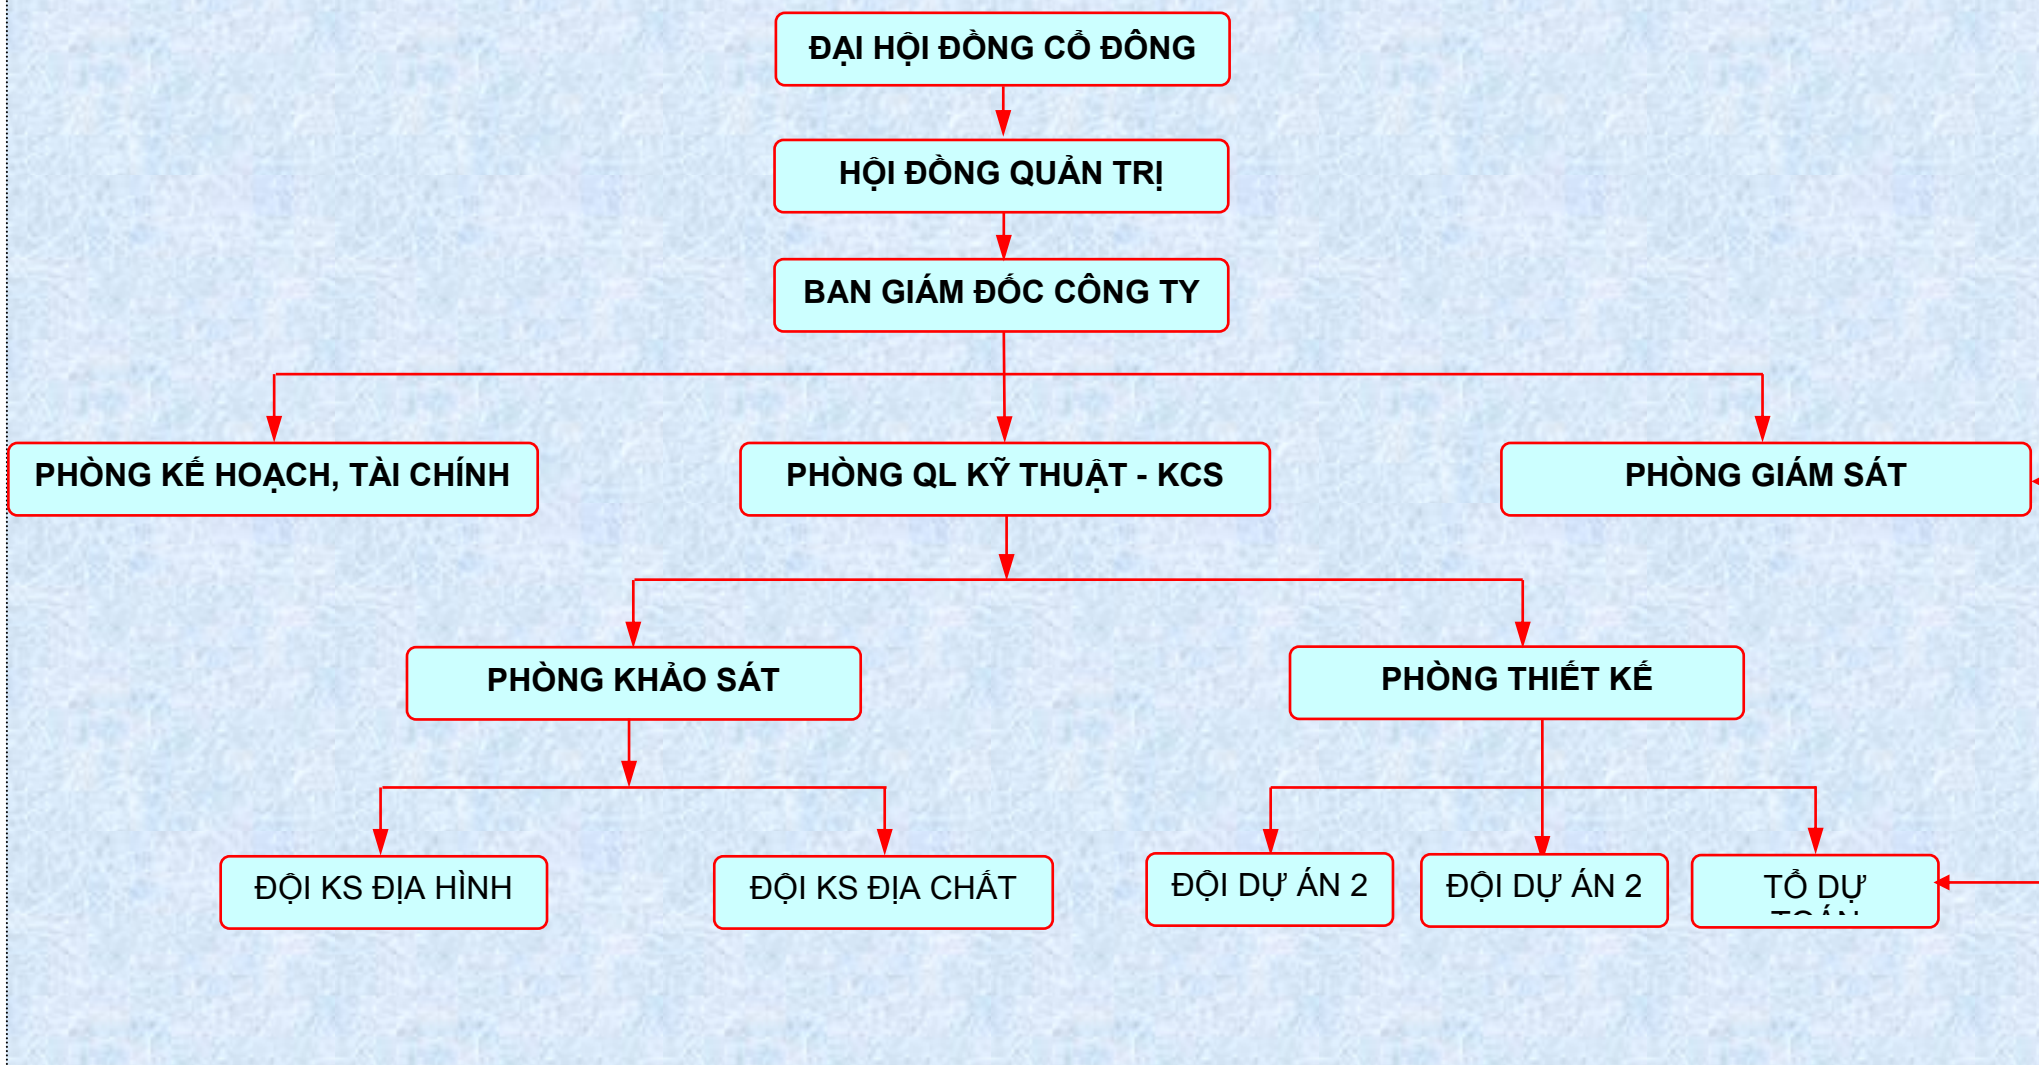 ĐẠI HỘI ĐỒNG CỔ ĐÔNG
HỘI ĐỒNG QUẢN TRỊ
BAN GIÁM ĐỐC CÔNG TY
PHÒNG KẾ HOẠCH, TÀI CHÍNH
PHÒNG QL KỸ THUẬT - KCS
PHÒNG GIÁM SÁT
PHÒNG KHẢO SÁT
PHÒNG THIẾT KẾ
ĐỘI KS ĐỊA HÌNH
ĐỘI KS ĐỊA CHẤT
ĐỘI DỰ ÁN 2
ĐỘI DỰ ÁN 2
TỔ DỰ